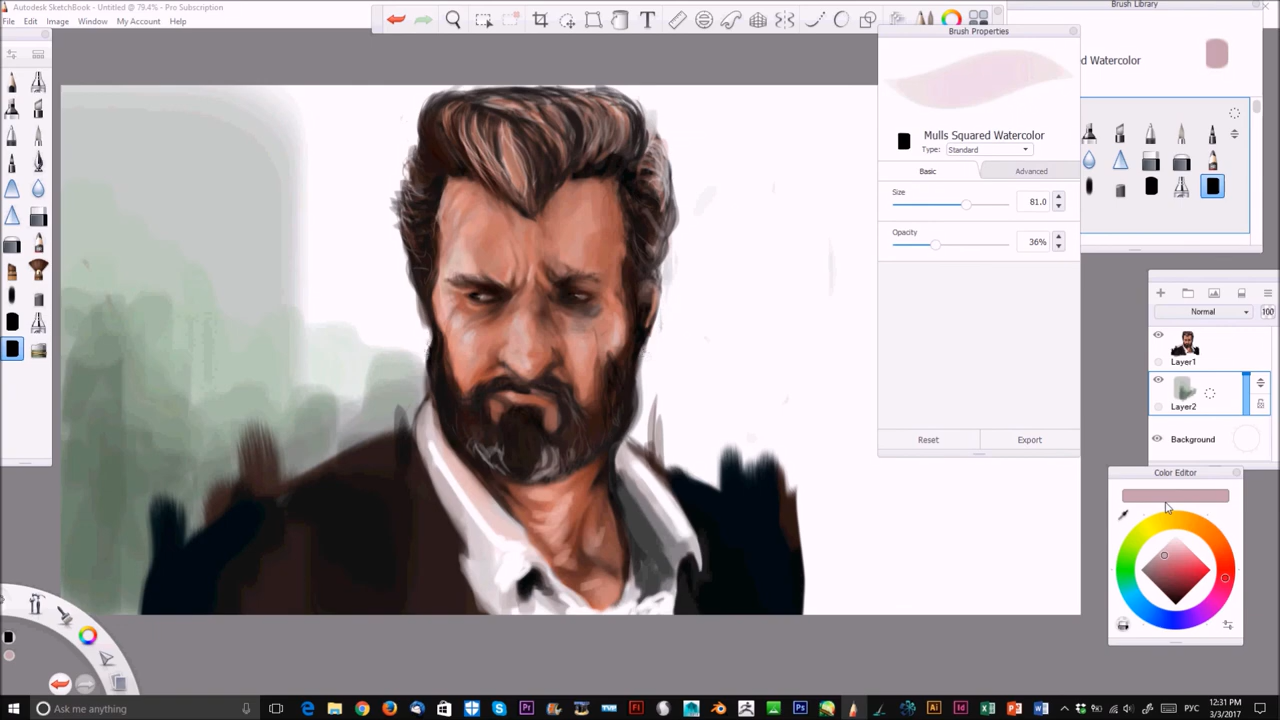 Autodesk SketchBook - Untitled @ 79.4% - Pro Subscription
File Edit Image Window My Account Help
Brush Library
d Watercolor
Brush Properties
Mulls Squared Watercolor
Type: Standard
Basic Advanced
Size
81.0
Opacity
36%
Reset Export
Normal 100
Layer1
Layer2
Background
Color Editor
Ask me anything
РУС
12:31 PM
3/3/2017